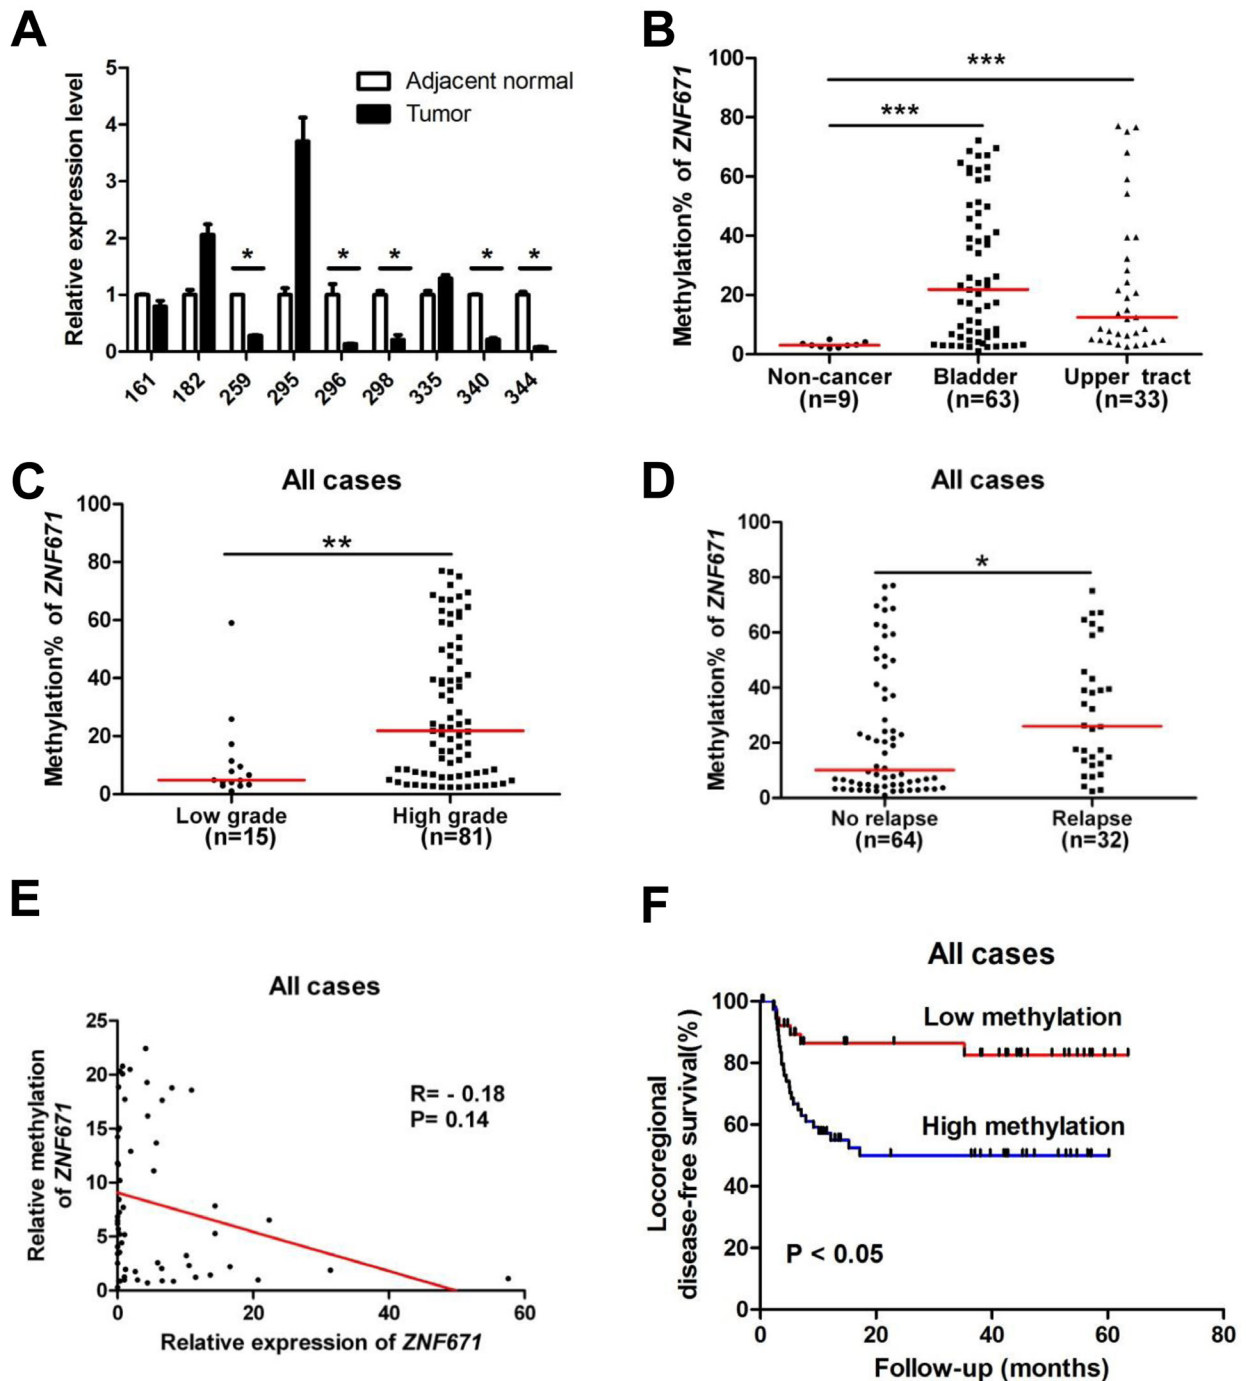 A
Relative expression level
5
4
3
2
1
0
Adjacent normal
Tumor
* * * * *
161 182 259 295 296 298 335 340 344
B
Methylation% of ZNF671
100
80
60
40
20
0
***
***
Non-cancer Bladder Upper tract
(n=9) (n=63) (n=33)
C
All cases
Methylation% of ZNF671
100
80
60
40
20
0
**
Low grade High grade
(n=15) (n=81)
D
All cases
Methylation% of ZNF671
100
80
60
40
20
0
*
No relapse Relapse
(n=64) (n=32)
E
All cases
Relative methylation
of ZNF671
25
20
15
10
5
0
R= - 0.18
P= 0.14
0 20 40 60
Relative expression of ZNF671
F
All cases
Locoregional
disease-free survival(%)
100
80
60
40
20
0
Low methylation
High methylation
P < 0.05
0 20 40 60 80
Follow-up (months)